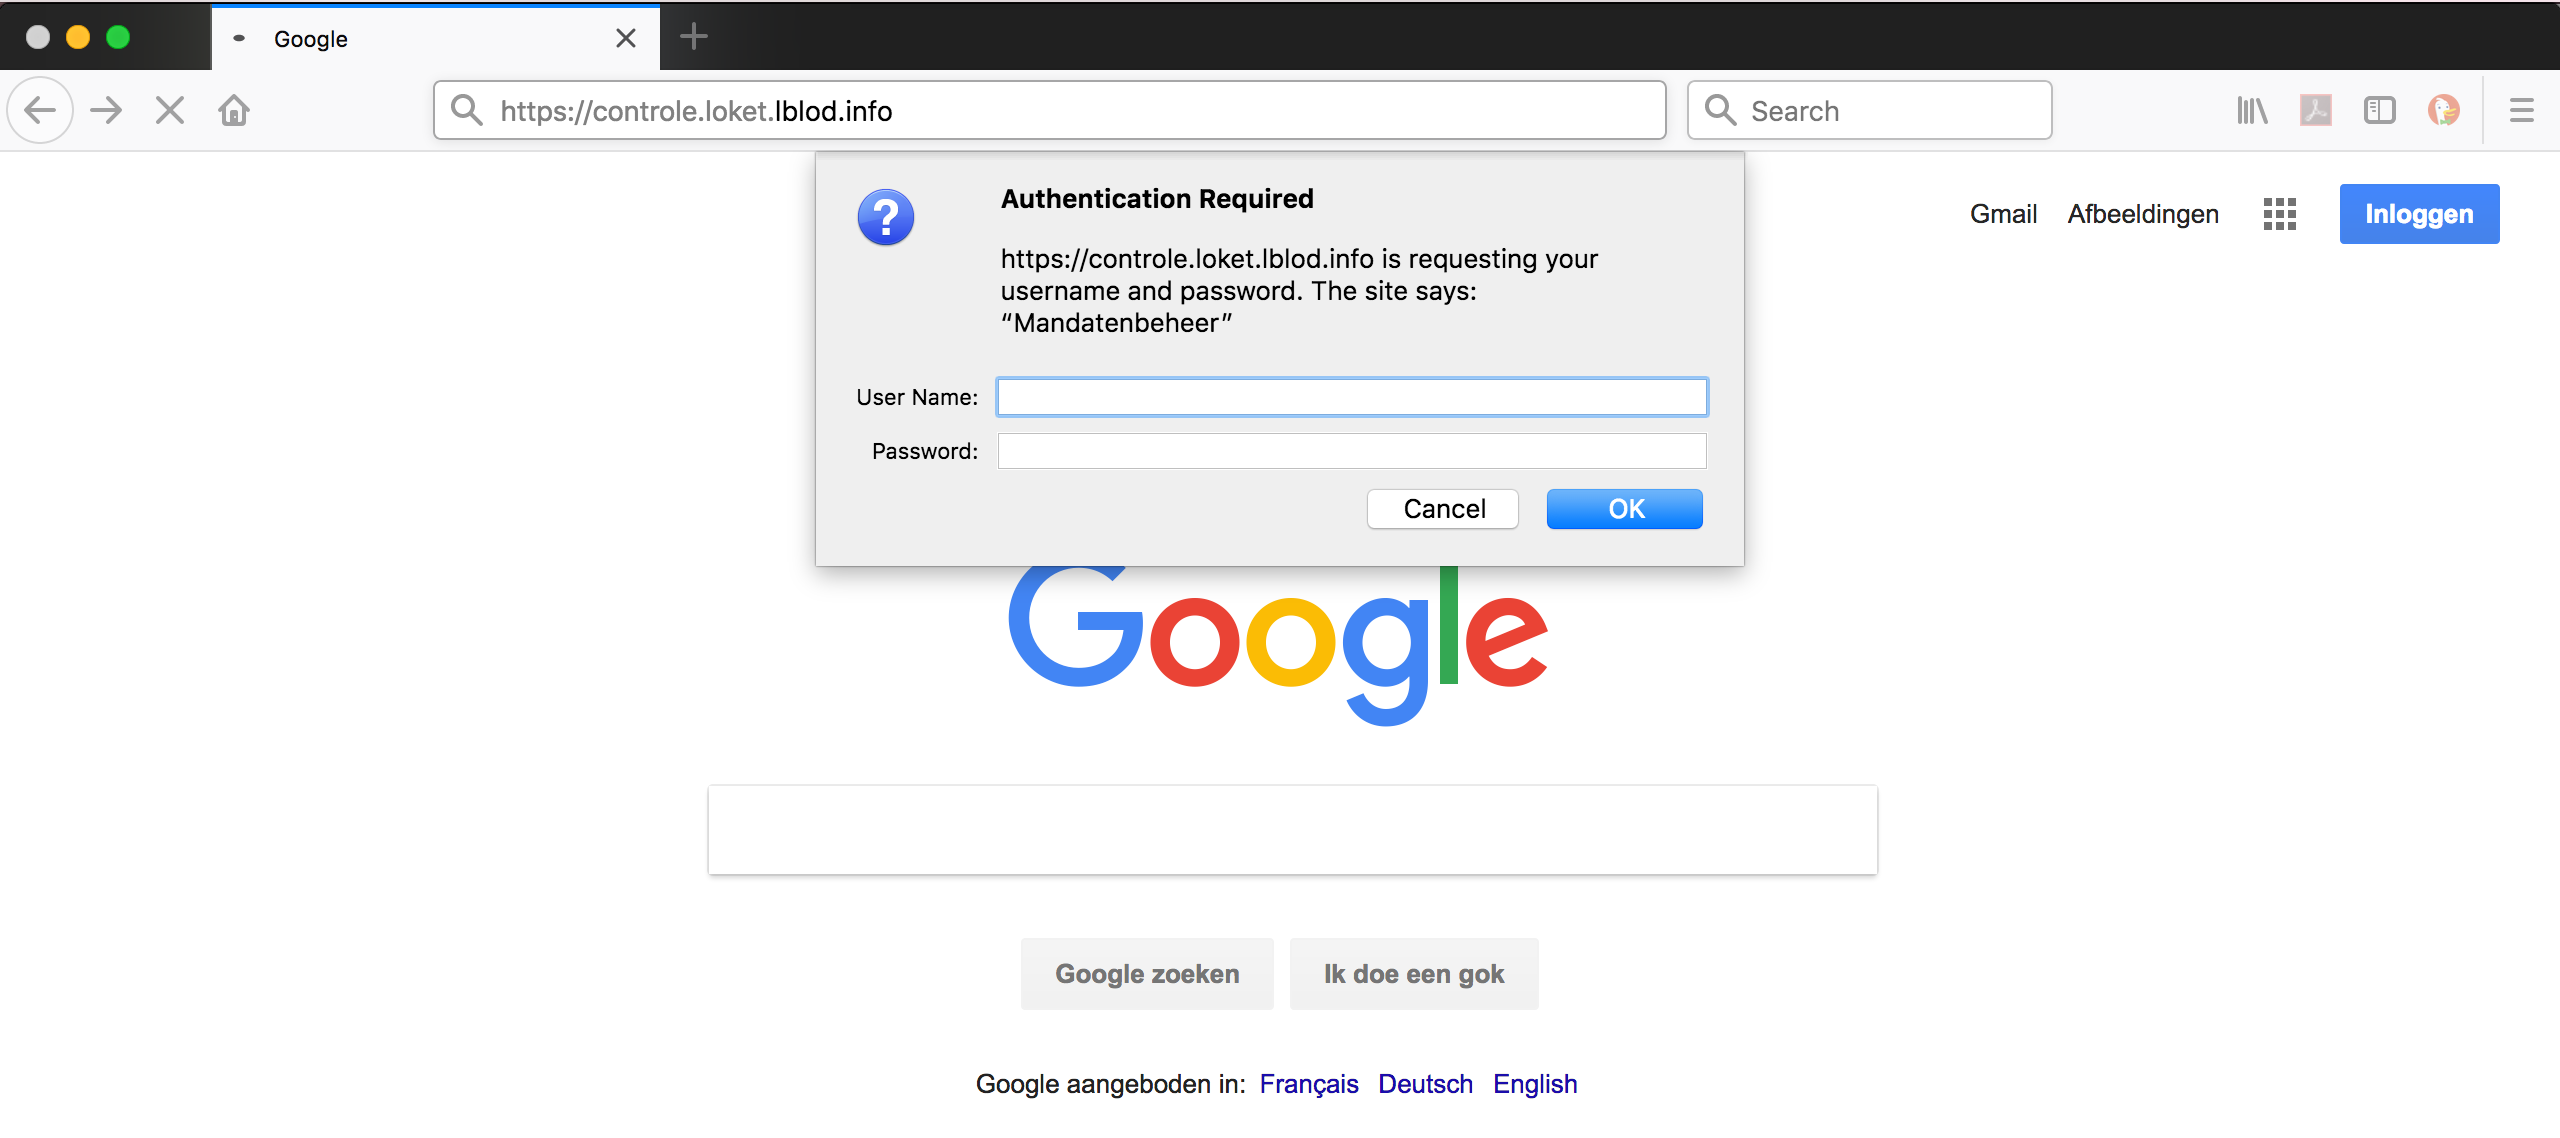 Google
https://controle.loket.lblod.info
Search
Authentication Required
https://controle.loket.lblod.info is requesting your
username and password. The site says:
“Mandatenbeheer”
User Name:
Password:
Cancel OK
Gmail Afbeeldingen Inloggen
Google
Google zoeken Ik doe een gok
Google aangeboden in: Français Deutsch English